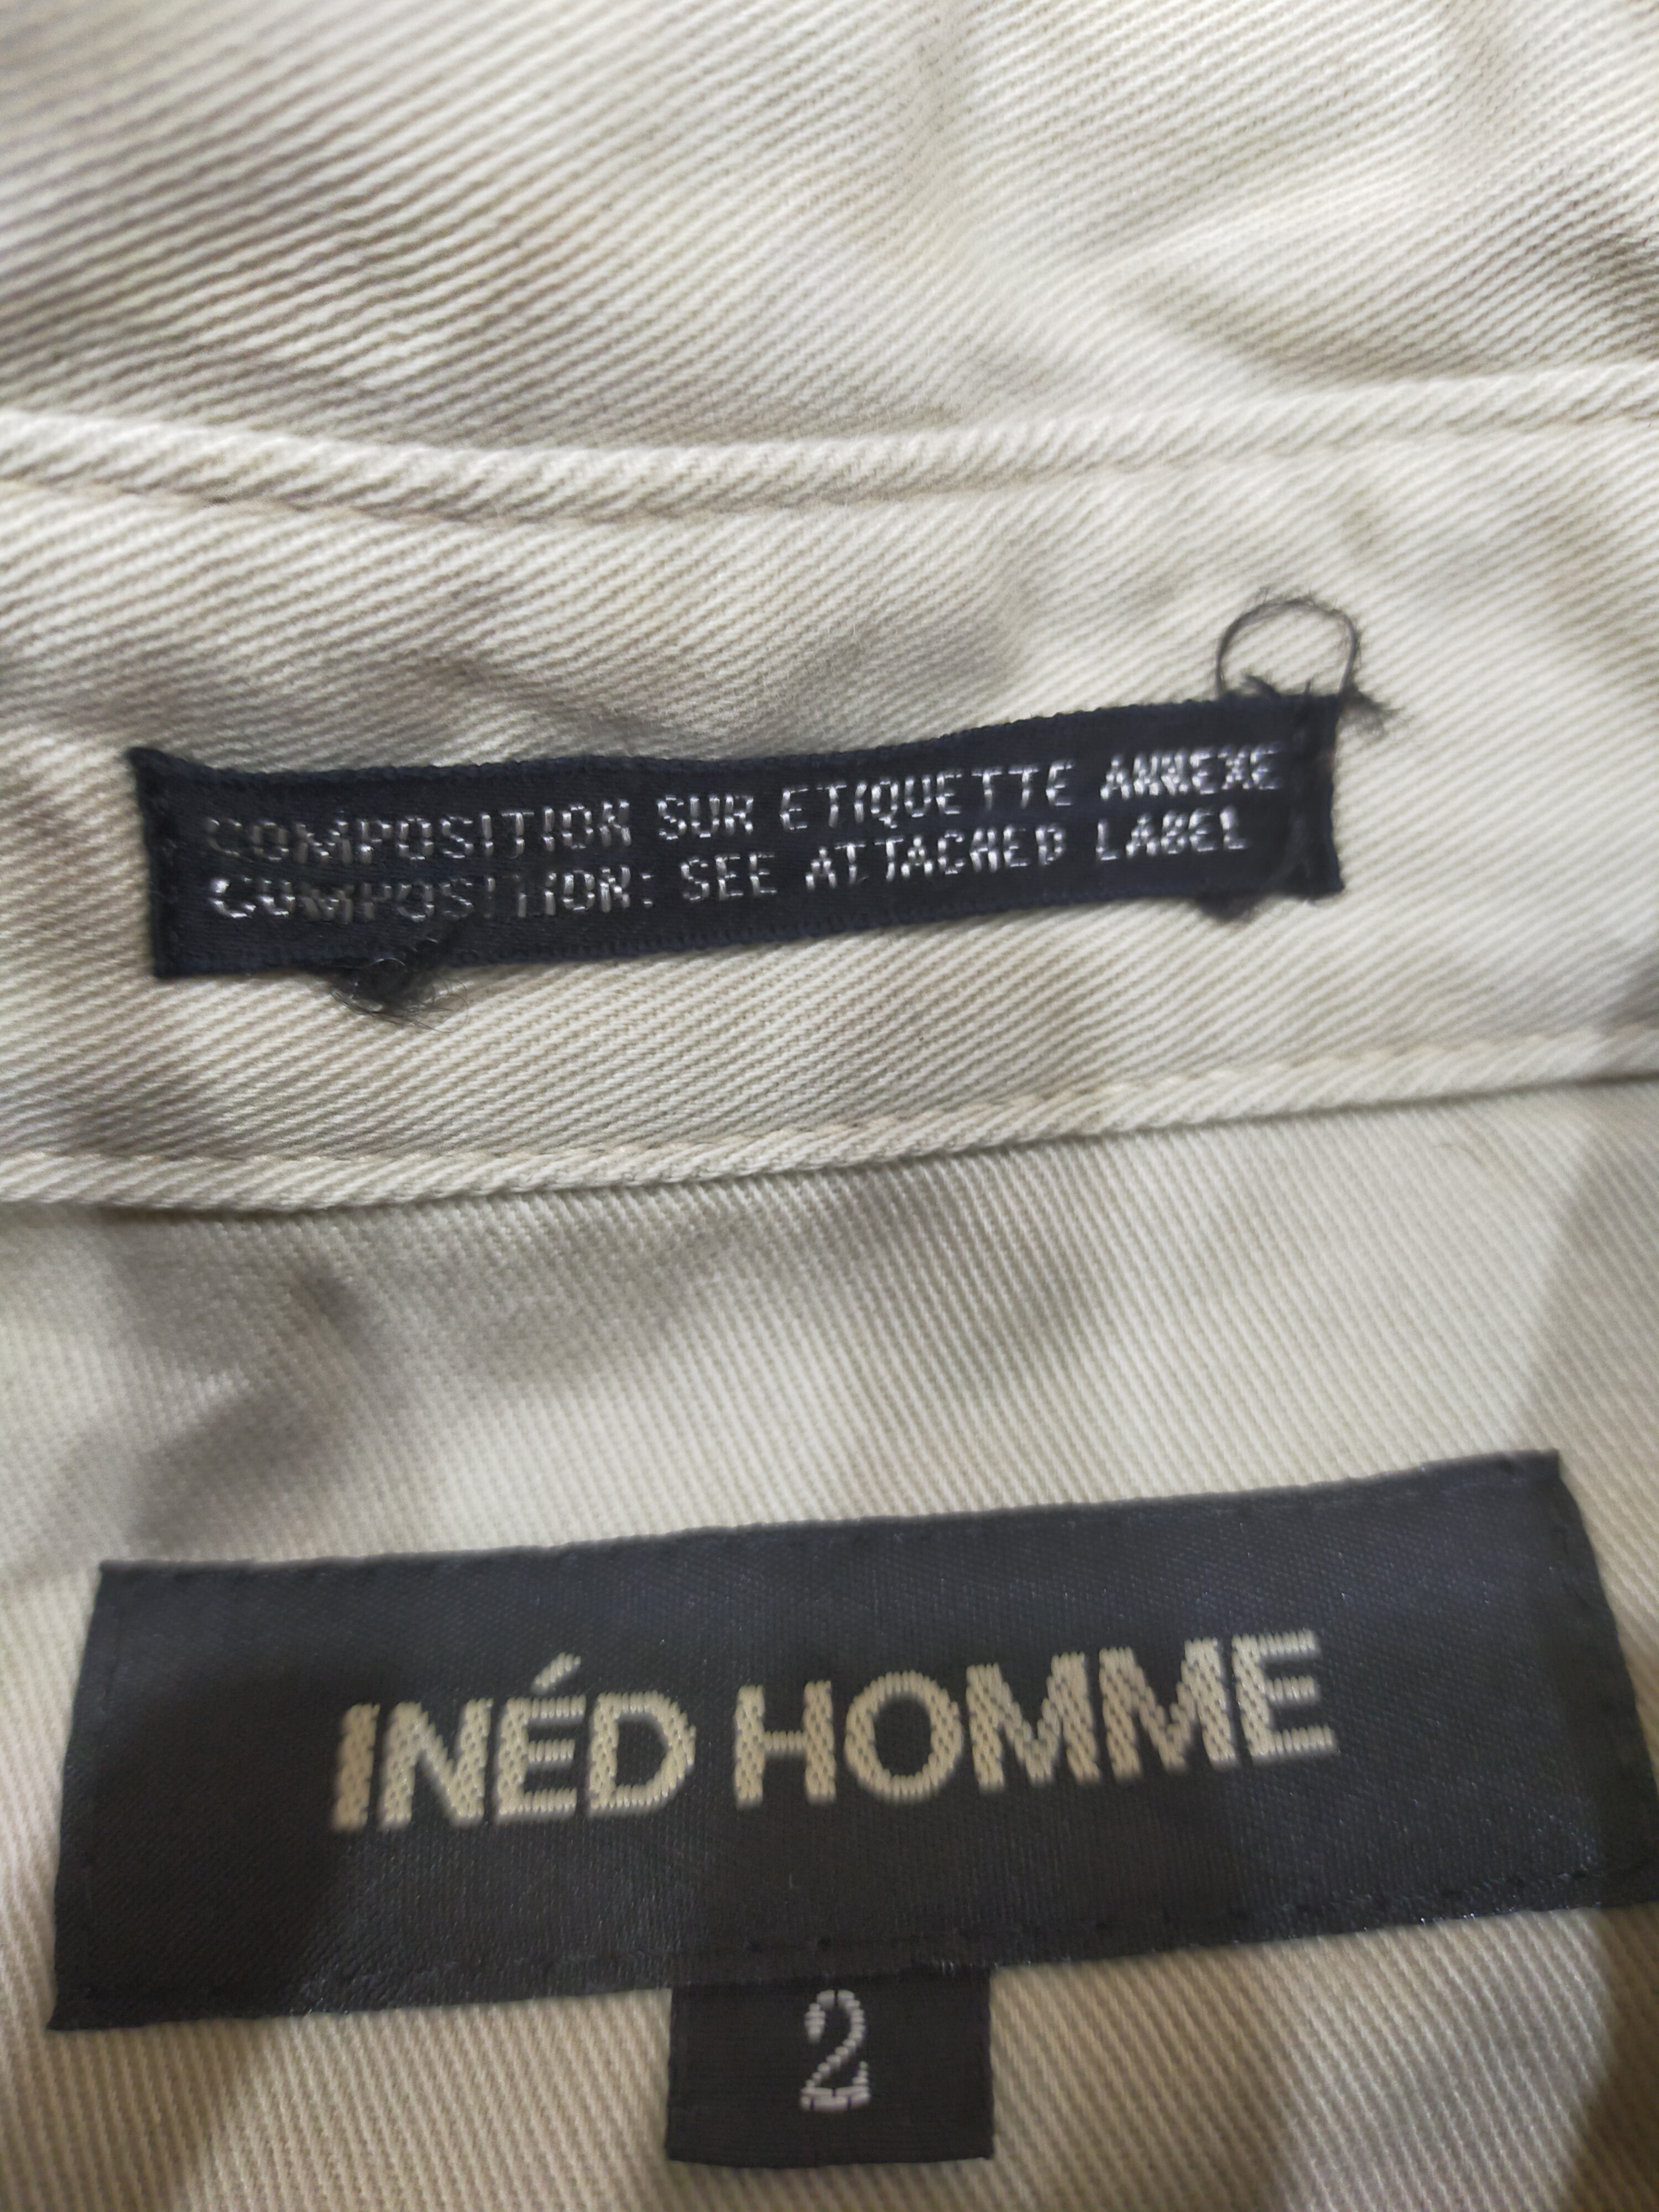 COMPOSITION SUR ETIQUETTE ANNEXE
COMPOSITION: SEE ATTACHED LABEL
INÉD HOMME
2